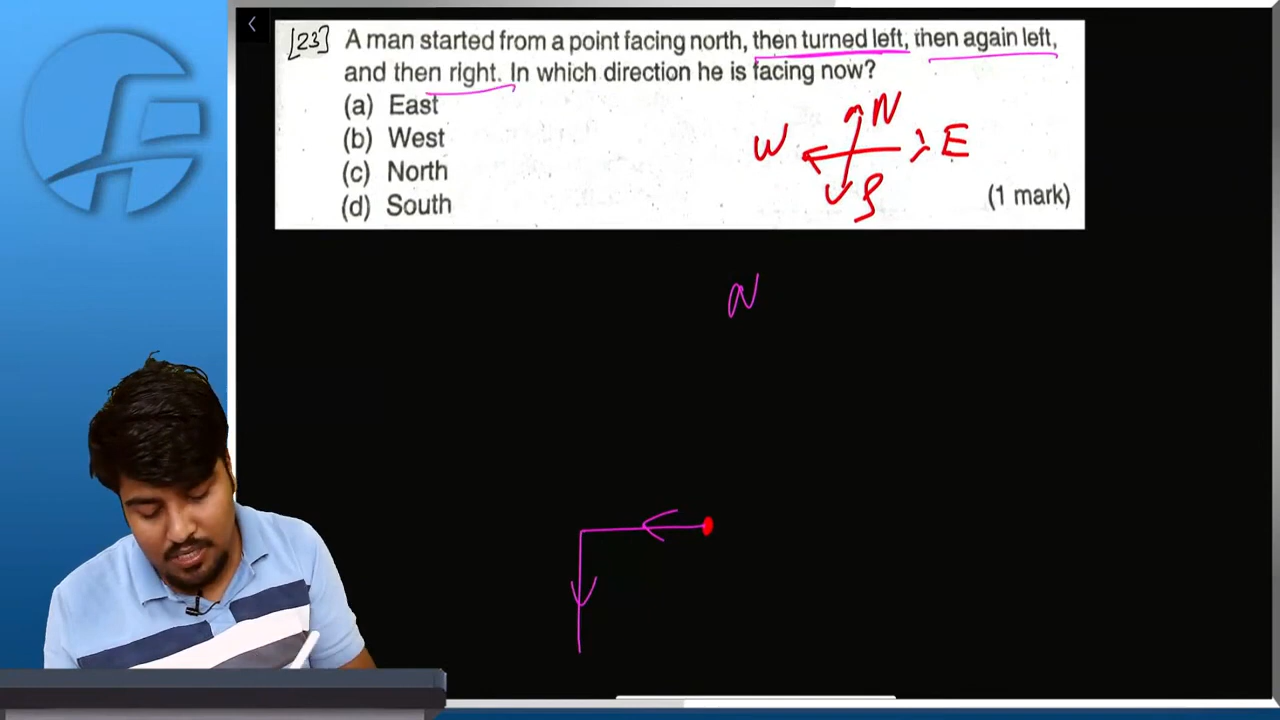 [23] A man started from a point facing north, then turned left, then again left,
and then right. In which direction he is facing now?
(a) East
(b) West
(c) North
(d) South
(1 mark)
N
W
E
S
N